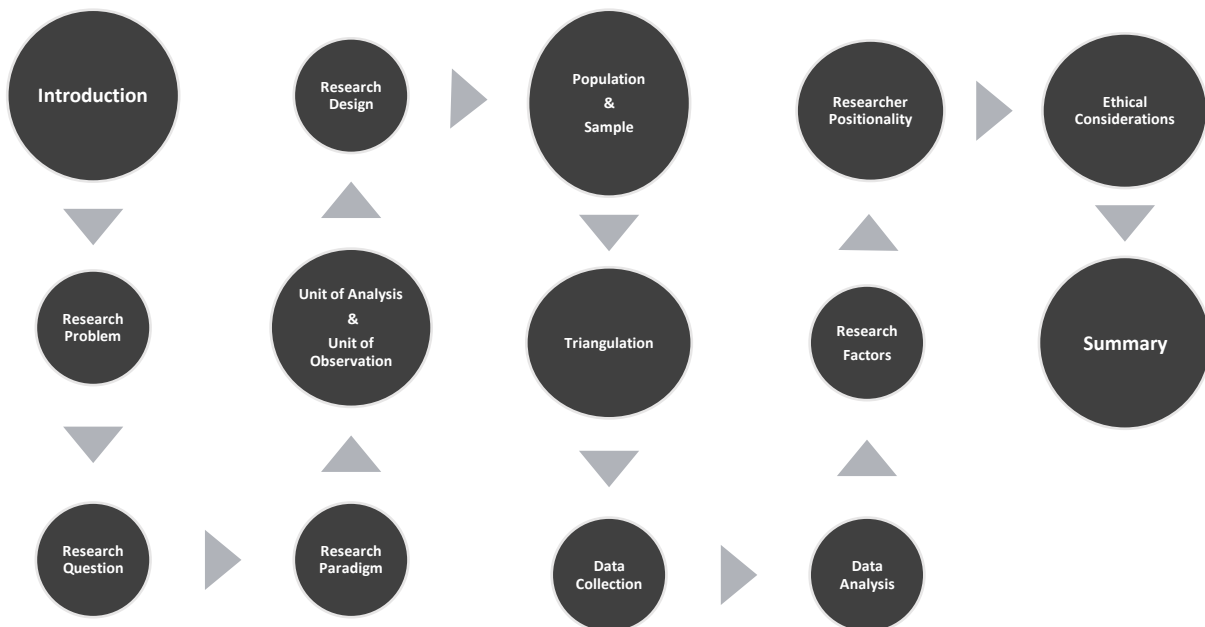 Introduction
Research
Problem
Research
Question
Research
Paradigm
Unit of Analysis
&
Unit of
Observation
Research
Design
Population
&
Sample
Triangulation
Data
Collection
Data
Analysis
Research
Factors
Researcher
Positionality
Ethical
Considerations
Summary